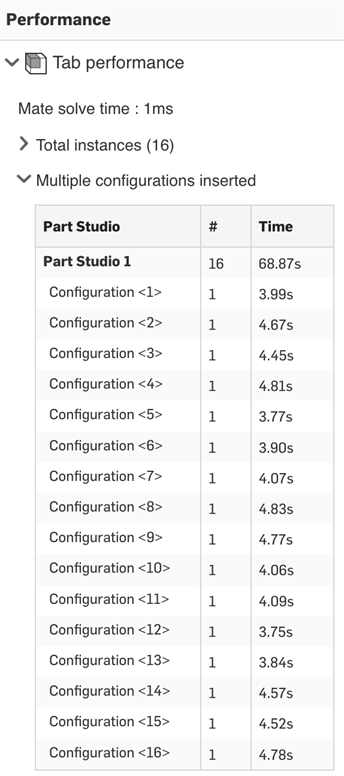 Performance
Tab performance
Mate solve time : 1ms
Total instances (16)
Multiple configurations inserted
Part Studio # Time
Part Studio 1 16 68.87s
Configuration <1> 1 3.99s
Configuration <2> 1 4.67s
Configuration <3> 1 4.45s
Configuration <4> 1 4.81s
Configuration <5> 1 3.77s
Configuration <6> 1 3.90s
Configuration <7> 1 4.07s
Configuration <8> 1 4.83s
Configuration <9> 1 4.77s
Configuration <10> 1 4.06s
Configuration <11> 1 4.09s
Configuration <12> 1 3.75s
Configuration <13> 1 3.84s
Configuration <14> 1 4.57s
Configuration <15> 1 4.52s
Configuration <16> 1 4.78s